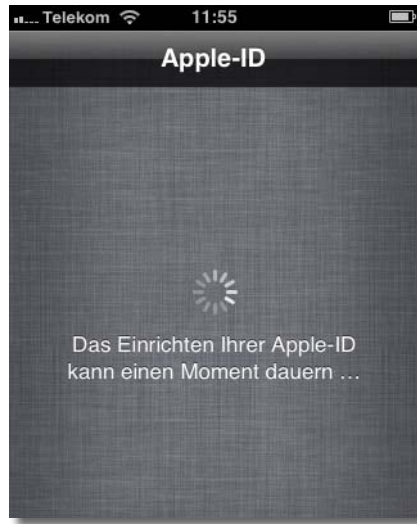 Telekom 11:55
Apple-ID
Das Einrichten Ihrer Apple-ID
kann einen Moment dauern …